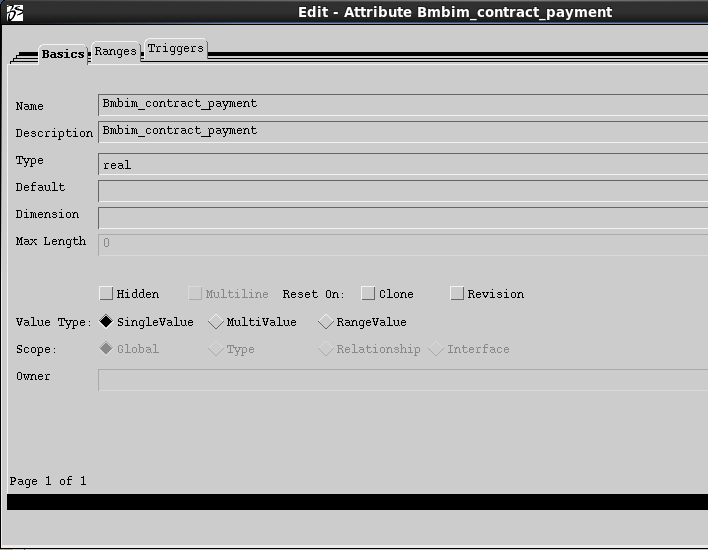 Edit - Attribute Bmbim_contract_payment
Basics Ranges Triggers
Name Bmbim_contract_payment
Description Bmbim_contract_payment
Type real
Default
Dimension
Max Length 0
Hidden Multiline Reset On: Clone Revision
Value Type: SingleValue MultiValue RangeValue
Scope: Global Type Relationship Interface
Owner
Page 1 of 1